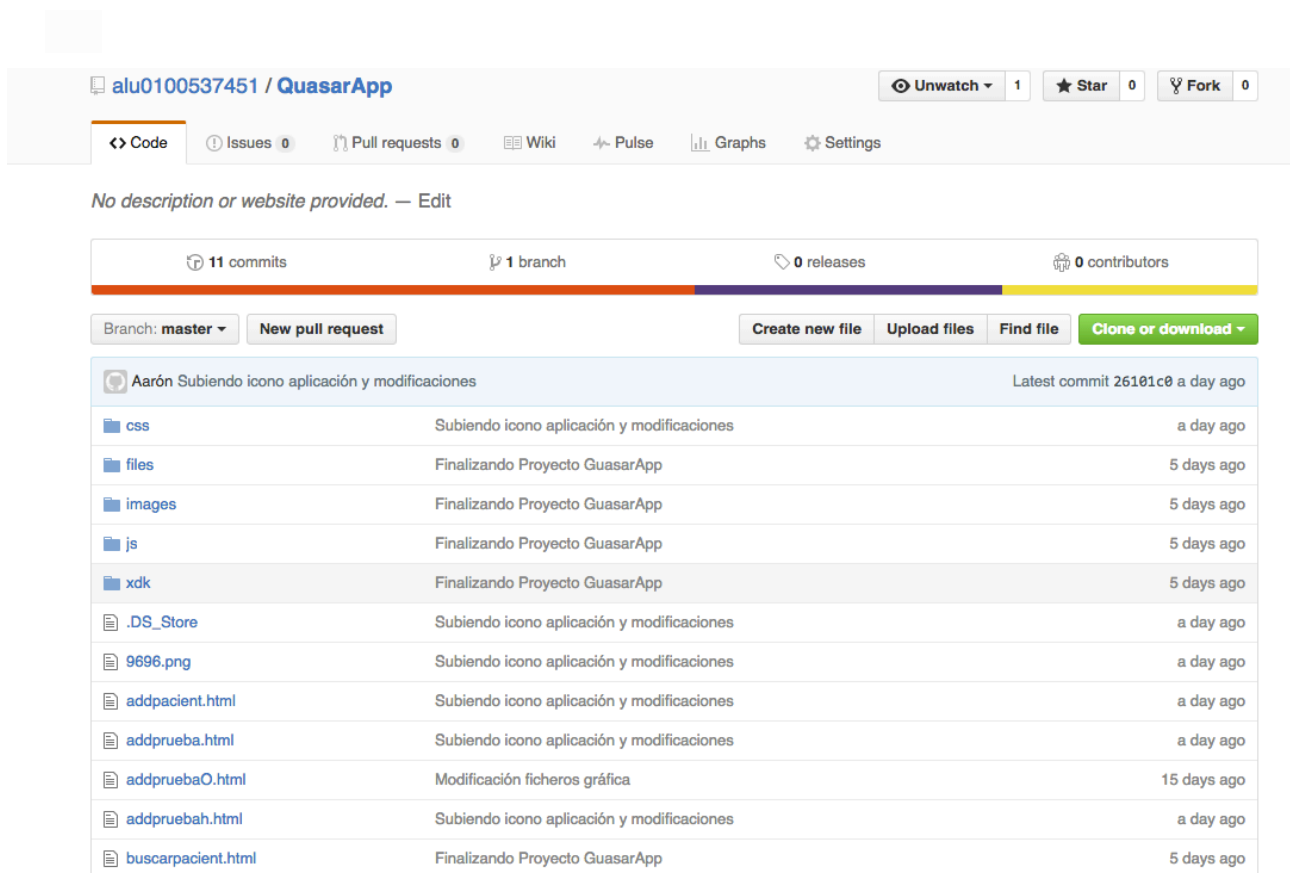 alu0100537451 / QuasarApp Unwatch 1 Star 0 Fork 0
Code Issues 0 Pull requests 0 Wiki Pulse Graphs Settings
No description or website provided. — Edit
11 commits 1 branch 0 releases 0 contributors
Branch: master New pull request Create new file Upload files Find file Clone or download
Aarón Subiendo icono aplicación y modificaciones Latest commit 26101c0 a day ago
css Subiendo icono aplicación y modificaciones a day ago
files Finalizando Proyecto GuasarApp 5 days ago
images Finalizando Proyecto GuasarApp 5 days ago
js Finalizando Proyecto GuasarApp 5 days ago
xdk Finalizando Proyecto GuasarApp 5 days ago
.DS_Store Subiendo icono aplicación y modificaciones a day ago
9696.png Subiendo icono aplicación y modificaciones a day ago
addpacient.html Subiendo icono aplicación y modificaciones a day ago
addprueba.html Subiendo icono aplicación y modificaciones a day ago
addpruebaO.html Modificación ficheros gráfica 15 days ago
addpruebah.html Subiendo icono aplicación y modificaciones a day ago
buscarpacient.html Finalizando Proyecto GuasarApp 5 days ago